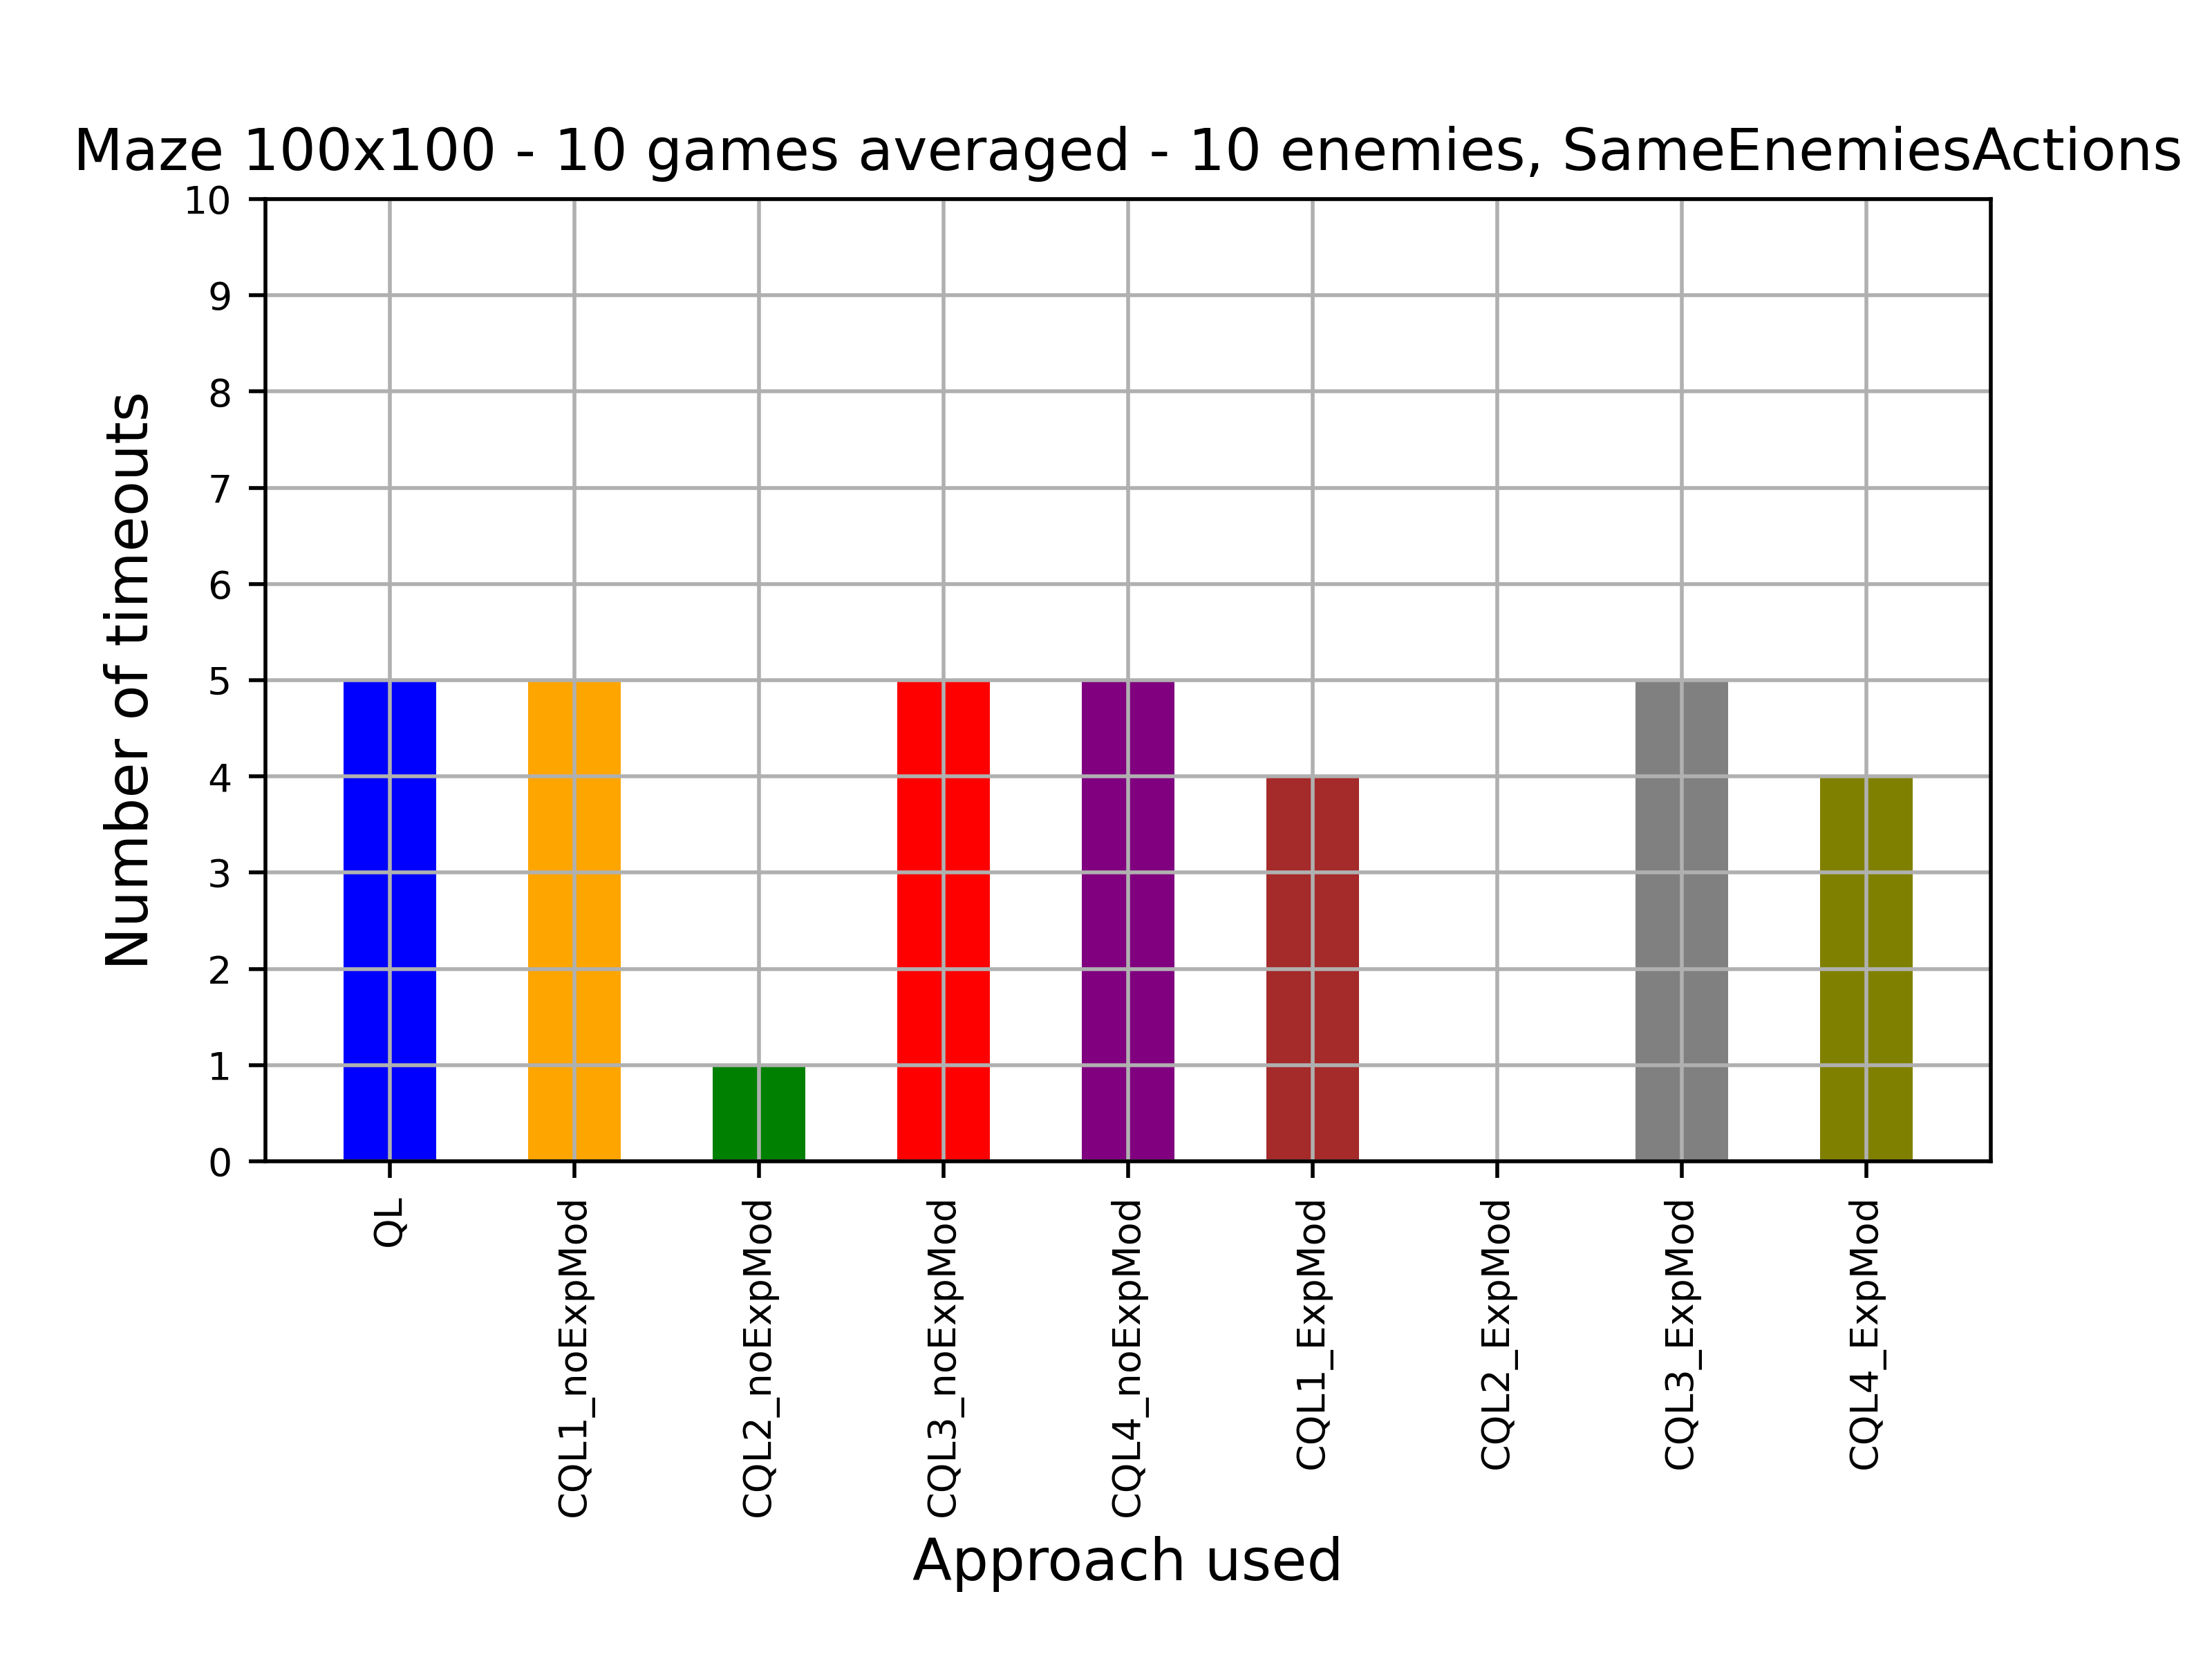 Maze 100x100 - 10 games averaged - 10 enemies, SameEnemiesActions
10
9
8
7
6
5
4
3
2
1
0
Number of timeouts
QL
CQL1_noExpMod
CQL2_noExpMod
CQL3_noExpMod
CQL4_noExpMod
CQL1_ExpMod
CQL2_ExpMod
CQL3_ExpMod
CQL4_ExpMod
Approach used